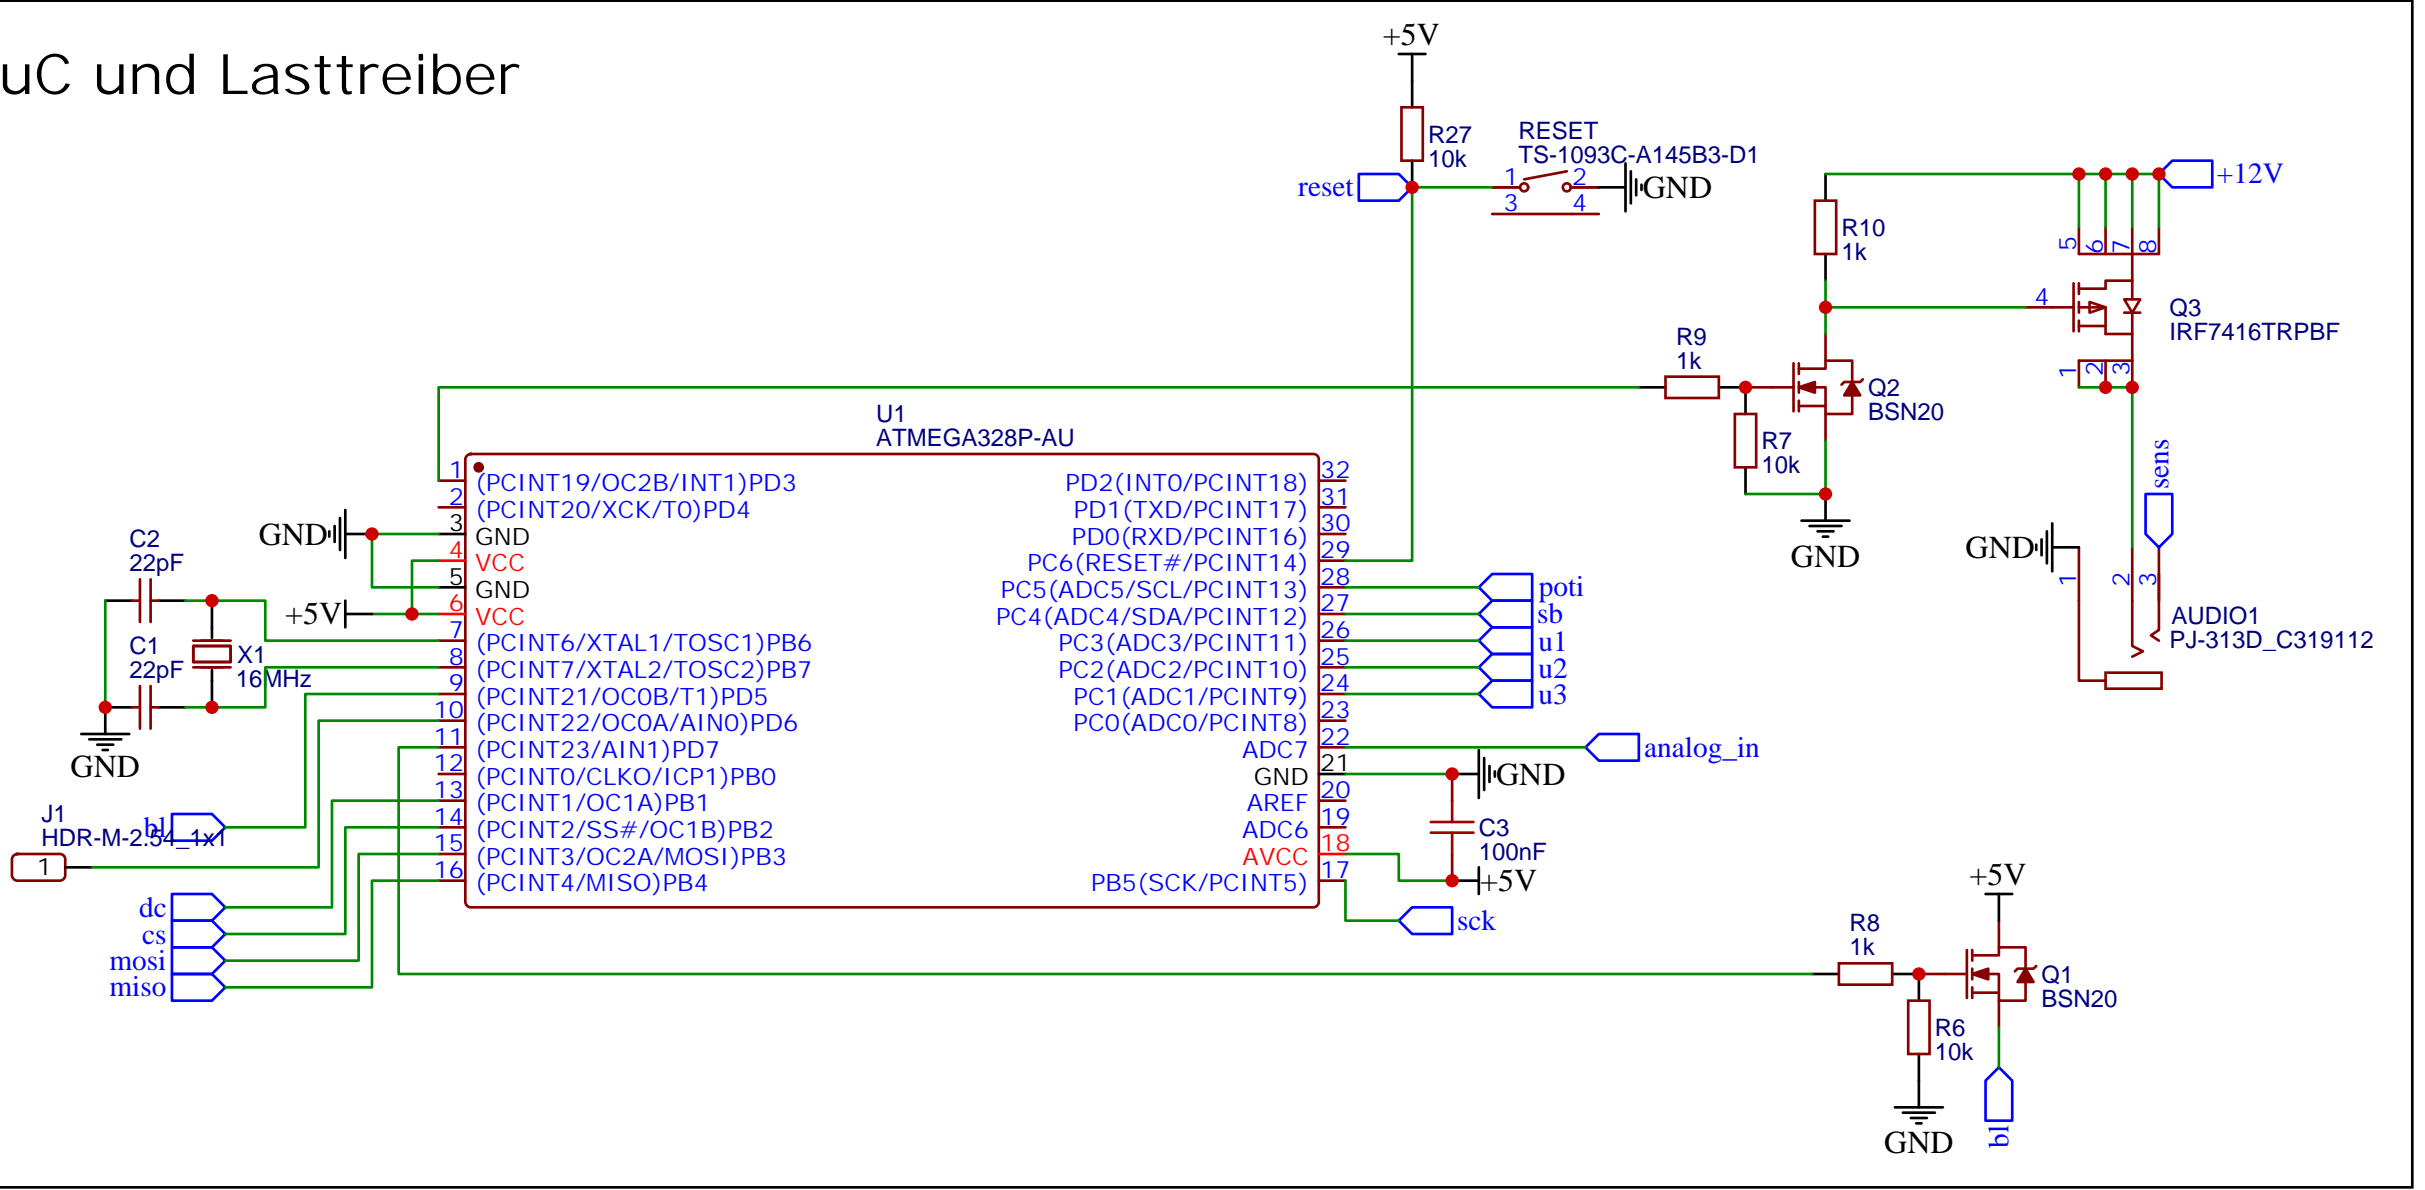 uC und Lasttreiber
+5V
R27
10k
reset
RESET
TS-1093C-A145B3-D1
1
2
3
4
GND
+12V
R10
1k
5
6
7
8
4
Q3
IRF7416TRPBF
1
2
3
R9
1k
Q2
BSN20
R7
10k
GND
sens
GND
1
2
3
AUDIO1
PJ-313D_C319112
U1
ATMEGA328P-AU
1 (PCINT19/OC2B/INT1)PD3
2 (PCINT20/XCK/T0)PD4
3 GND
4 VCC
5 GND
6 VCC
7 (PCINT6/XTAL1/TOSC1)PB6
8 (PCINT7/XTAL2/TOSC2)PB7
9 (PCINT21/OC0B/T1)PD5
10 (PCINT22/OC0A/AIN0)PD6
11 (PCINT23/AIN1)PD7
12 (PCINT0/CLKO/ICP1)PB0
13 (PCINT1/OC1A)PB1
14 (PCINT2/SS#/OC1B)PB2
15 (PCINT3/OC2A/MOSI)PB3
16 (PCINT4/MISO)PB4
PD2(INT0/PCINT18) 32
PD1(TXD/PCINT17) 31
PD0(RXD/PCINT16) 30
PC6(RESET#/PCINT14) 29
PC5(ADC5/SCL/PCINT13) 28
PC4(ADC4/SDA/PCINT12) 27
PC3(ADC3/PCINT11) 26
PC2(ADC2/PCINT10) 25
PC1(ADC1/PCINT9) 24
PC0(ADC0/PCINT8) 23
ADC7 22
GND 21
AREF 20
ADC6 19
AVCC 18
PB5(SCK/PCINT5) 17
poti
sb
u1
u2
u3
analog_in
GND
C3
100nF
+5V
sck
GND
+5V
C2
22pF
C1
22pF
X1
16MHz
GND
J1
HDR-M-2.54_1x1
bl
1
dc
cs
mosi
miso
+5V
R8
1k
Q1
BSN20
R6
10k
GND
bl